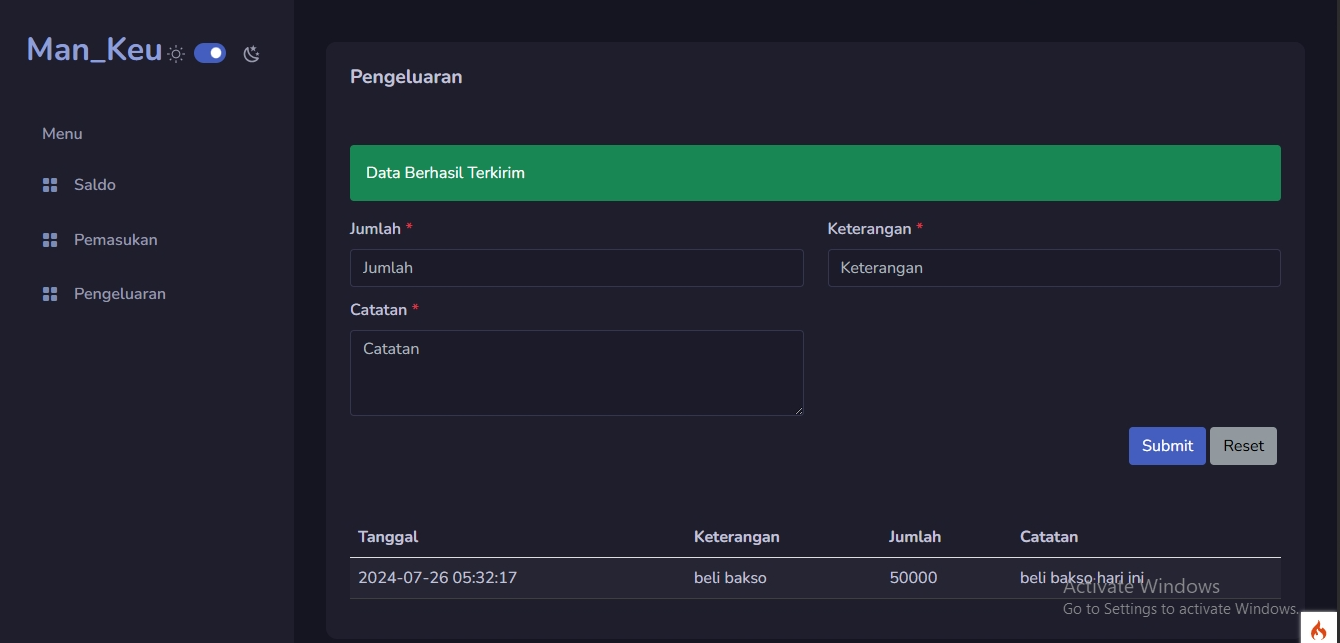 Man_Keu
Menu
Saldo
Pemasukan
Pengeluaran
Pengeluaran
Data Berhasil Terkirim
Jumlah * Keterangan *
Jumlah Keterangan
Catatan *
Catatan
Submit Reset
Tanggal Keterangan Jumlah Catatan
2024-07-26 05:32:17 beli bakso 50000 beli bakso hari ini
Activate Windows
Go to Settings to activate Windows.